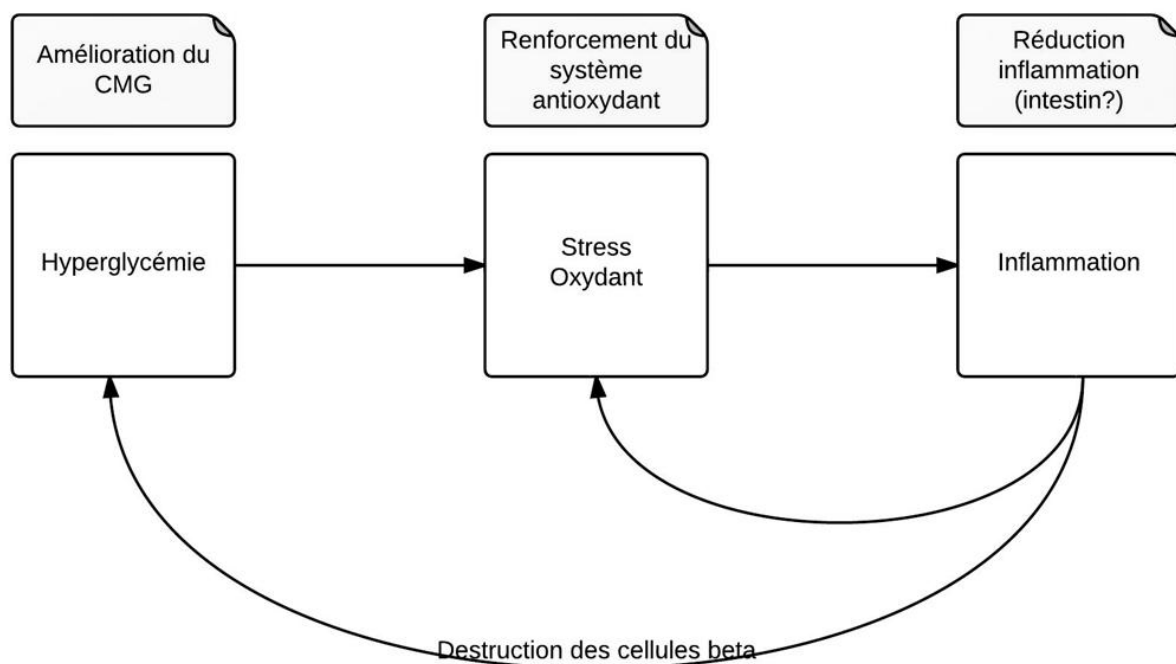 Amélioration du
CMG
Renforcement du
système
antioxydant
Réduction
inflammation
(intestin?)
Hyperglycémie
Stress
Oxydant
Inflammation
Destruction des cellules beta